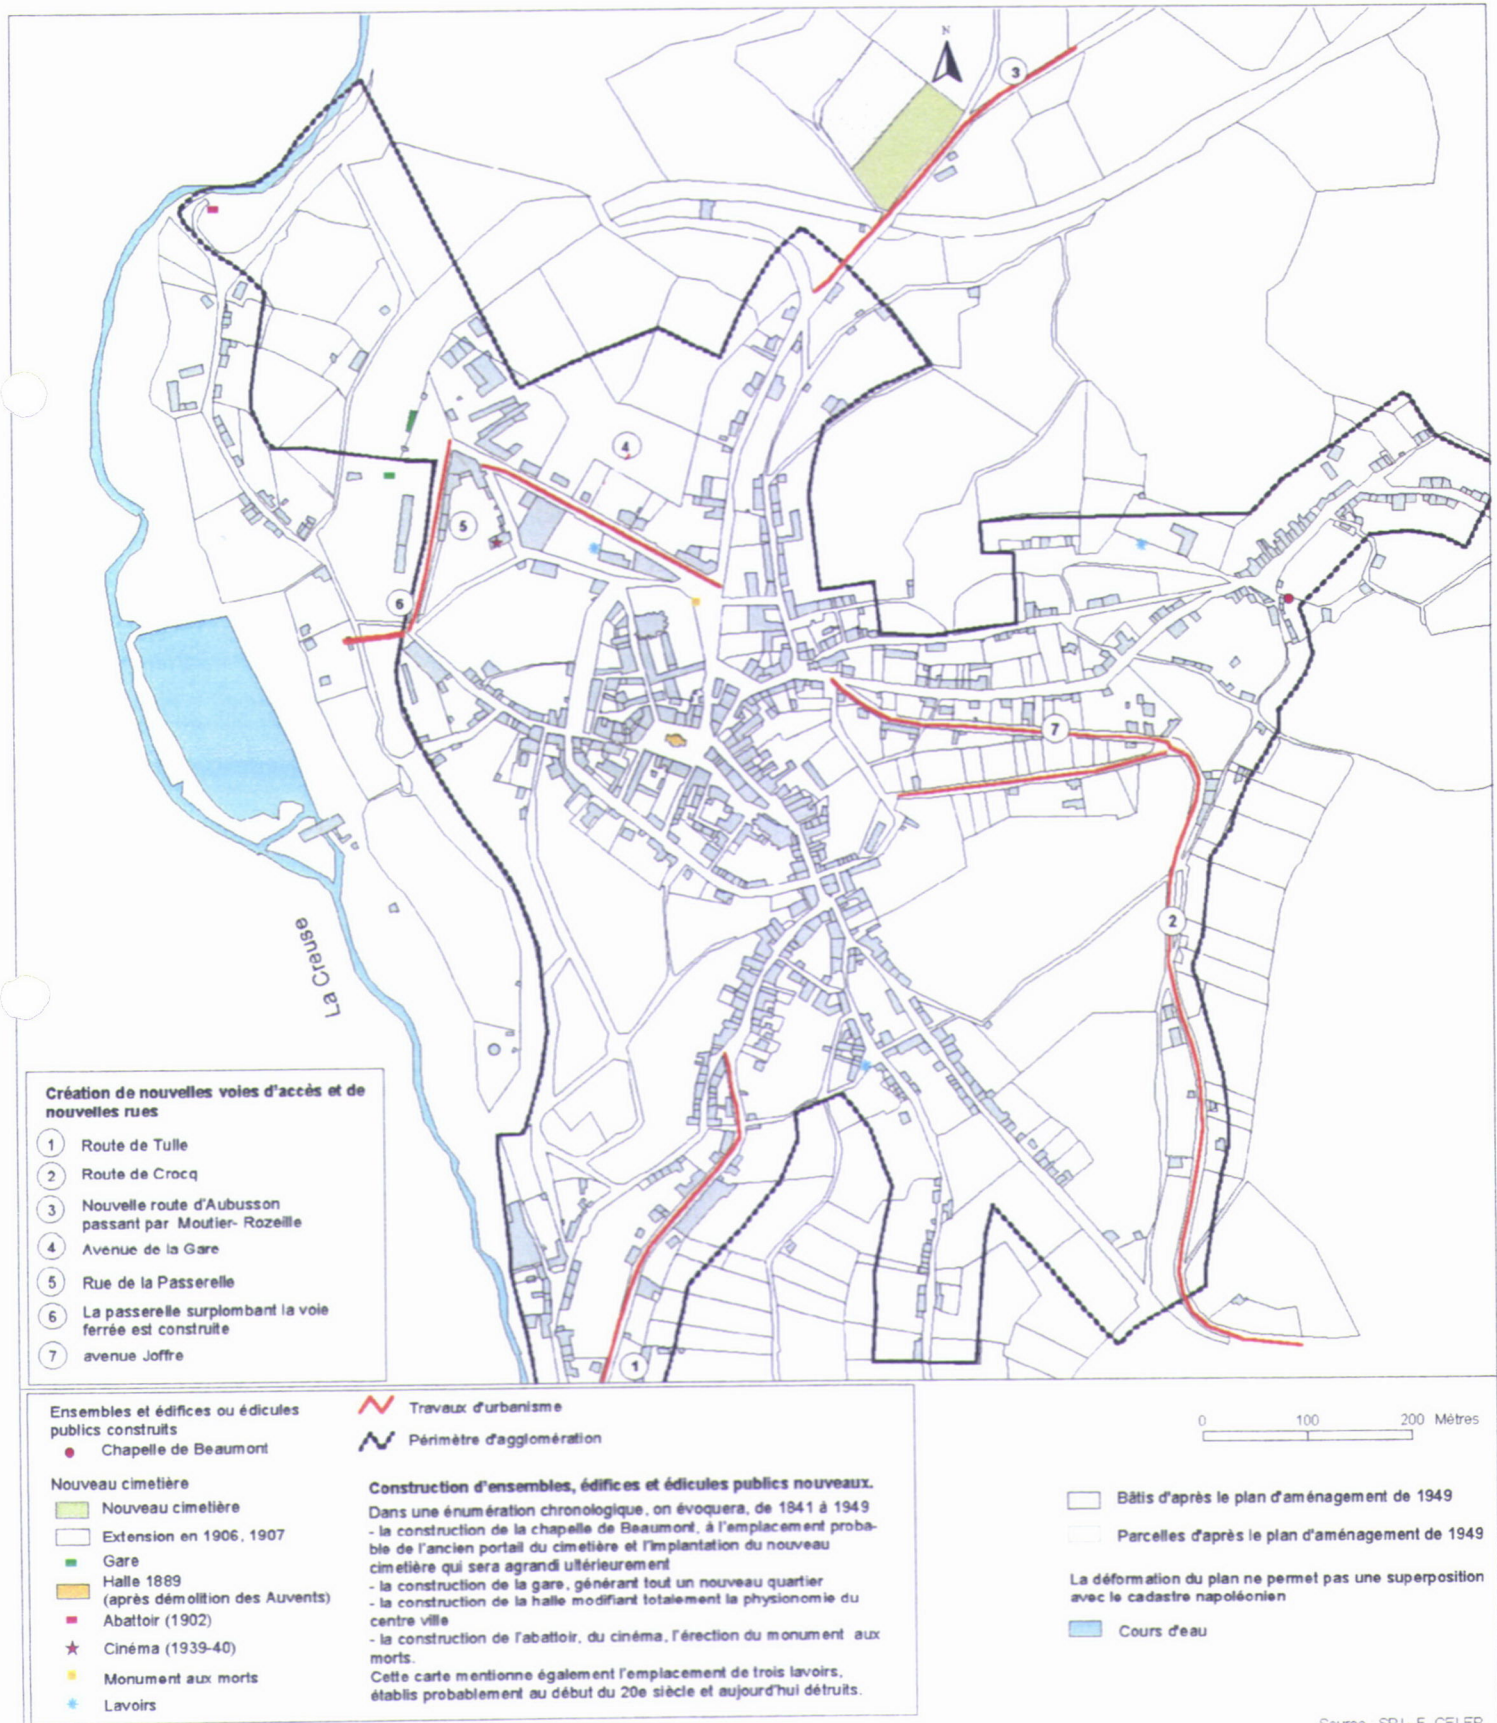 N
3
4
5
6
7
2
La Creuse
1
Création de nouvelles voies d'accès et de
nouvelles rues
1 Route de Tulle
2 Route de Crocq
3 Nouvelle route d'Aubusson
passant par Moutier- Rozeille
4 Avenue de la Gare
5 Rue de la Passerelle
6 La passerelle surplombant la voie
ferrée est construite
7 avenue Joffre
Ensembles et édifices ou édicules
publics construits
Chapelle de Beaumont
Nouveau cimetière
Nouveau cimetière
Extension en 1906, 1907
Gare
Halle 1889
(après démolition des Auvents)
Abattoir (1902)
Cinéma (1939-40)
Monument aux morts
Lavoirs
Travaux d'urbanisme
Périmètre d'agglomération
Construction d'ensembles, édifices et édicules publics nouveaux.
Dans une énumération chronologique, on évoquera, de 1841 à 1949
- la construction de la chapelle de Beaumont, à l'emplacement proba-
ble de l'ancien portail du cimetière et l'implantation du nouveau
cimetière qui sera agrandi ultérieurement
- la construction de la gare, générant tout un nouveau quartier
- la construction de la halle modifiant totalement la physionomie du
centre ville
- la construction de l'abattoir, du cinéma, l'érection du monument aux
morts.
Cette carte mentionne également l'emplacement de trois lavoirs,
établis probablement au début du 20e siècle et aujourd'hui détruits.
0 100 200 Mètres
Bâtis d'après le plan d'aménagement de 1949
Parcelles d'après le plan d'aménagement de 1949
La déformation du plan ne permet pas une superposition
avec le cadastre napoléonien
Cours d'eau